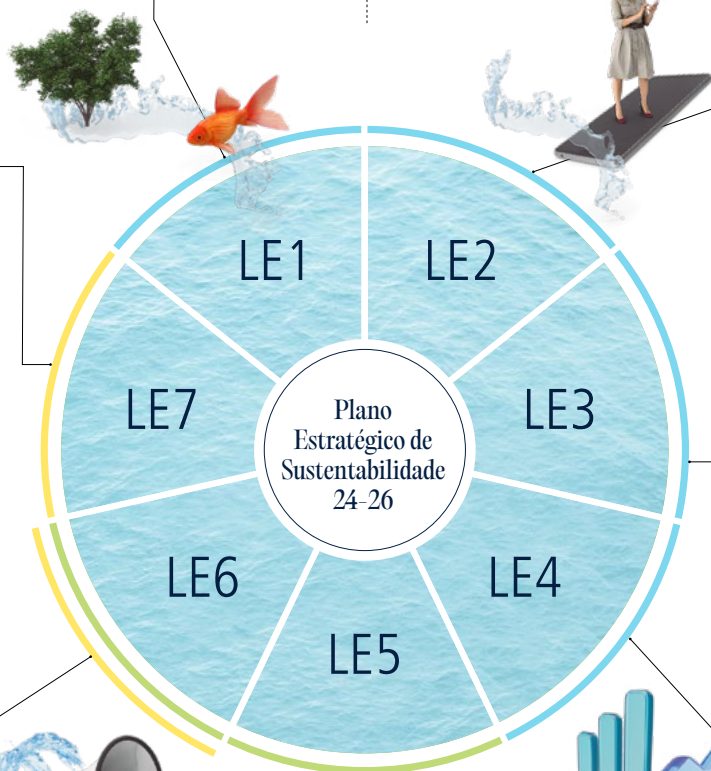 LE1
LE2
LE3
LE4
LE5
LE6
LE7
Plano
Estratégico de
Sustentabilidade
24-26